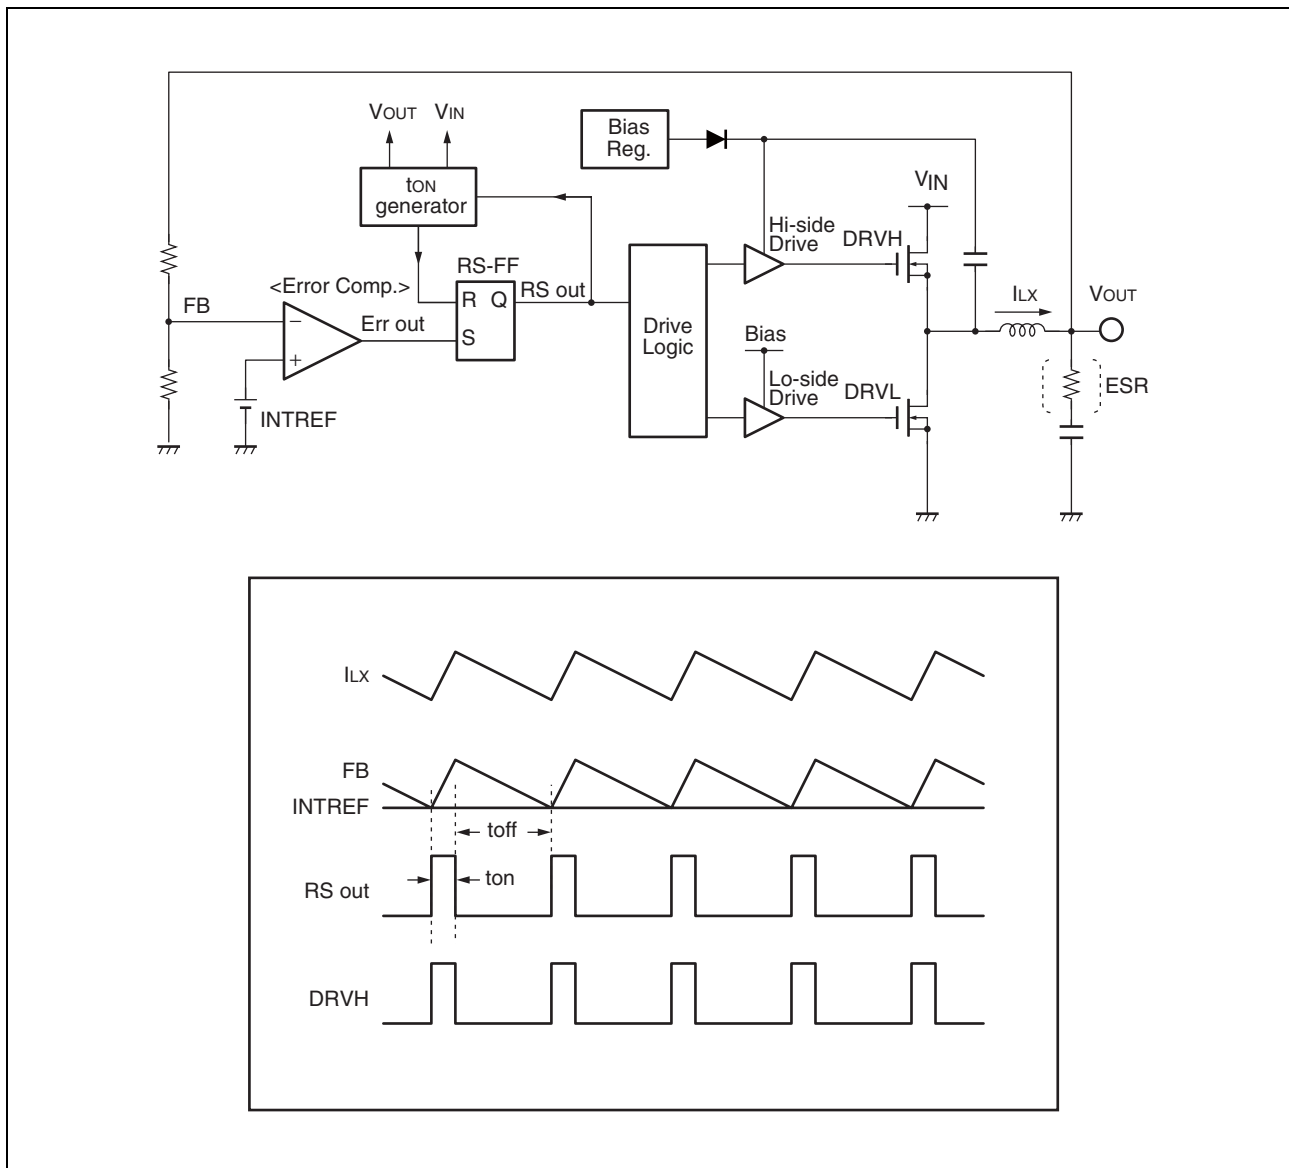 VOUT VIN
Bias
Reg.
tON
generator
VIN
Hi-side
Drive
DRVH
RS-FF
<Error Comp.>
R Q
RS out
ILX
VOUT
FB
−
Err out
S
Drive
Logic
Bias
+
Lo-side
Drive
DRVL
ESR
INTREF
ILX
FB
INTREF
toff
RS out
ton
DRVH